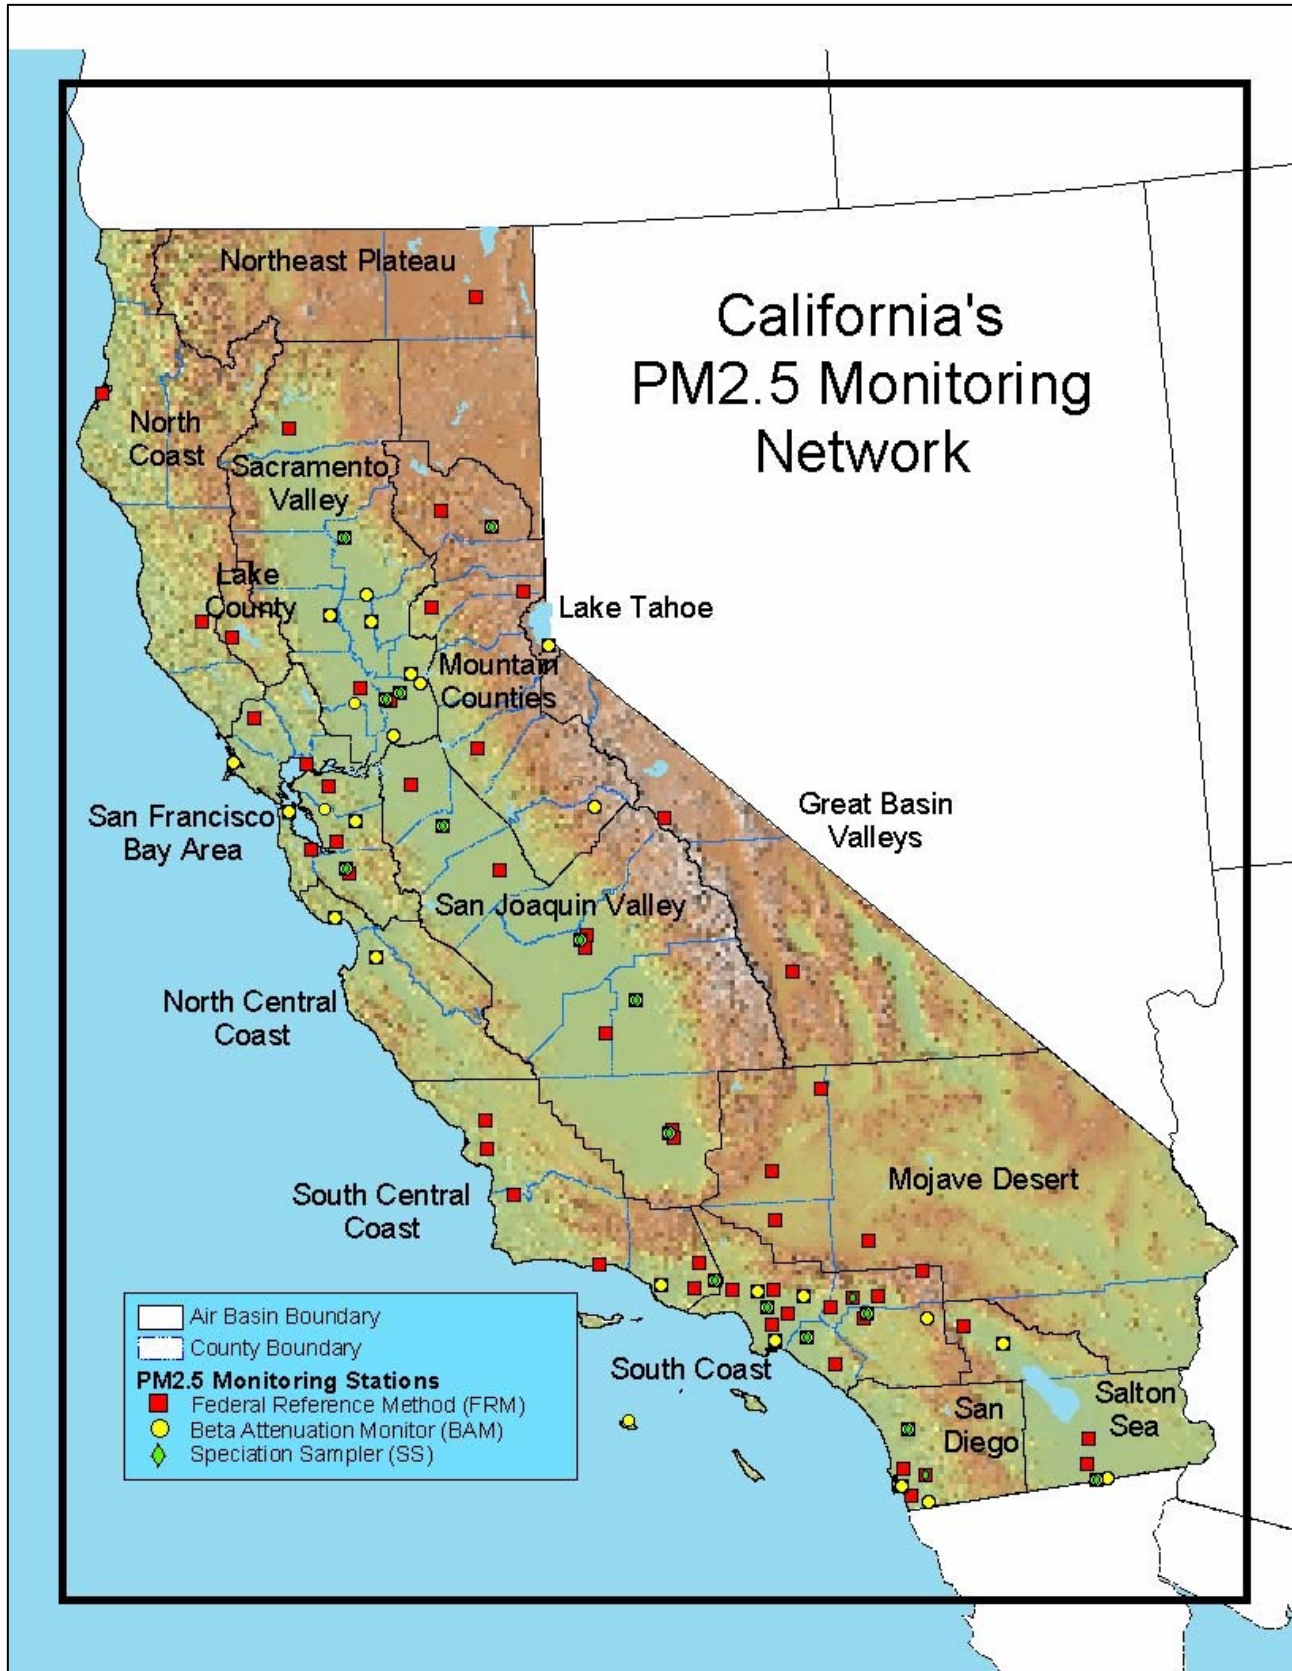 California's
PM2.5 Monitoring
Network
Northeast Plateau
North
Coast
Sacramento
Valley
Lake
County
Lake Tahoe
Mountain
Counties
San Francisco
Bay Area
Great Basin
Valleys
San Joaquin Valley
North Central
Coast
Mojave Desert
South Central
Coast
South Coast
San
Diego
Salton
Sea
Air Basin Boundary
County Boundary
PM2.5 Monitoring Stations
Federal Reference Method (FRM)
Beta Attenuation Monitor (BAM)
Speciation Sampler (SS)